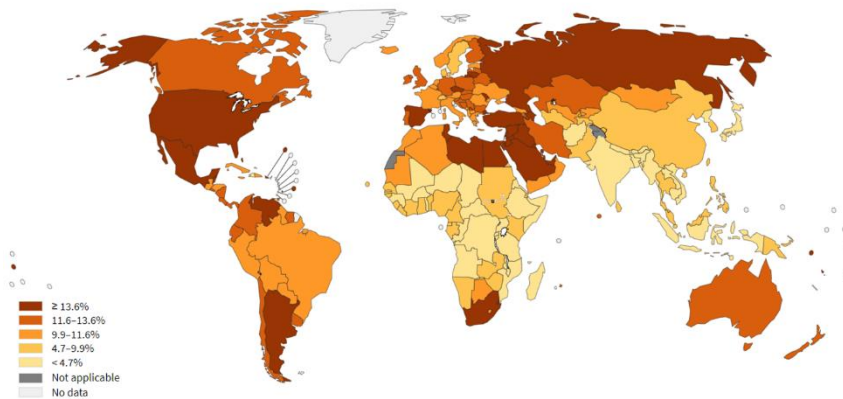 ≥ 13.6%
11.6–13.6%
9.9–11.6%
4.7–9.9%
< 4.7%
Not applicable
No data